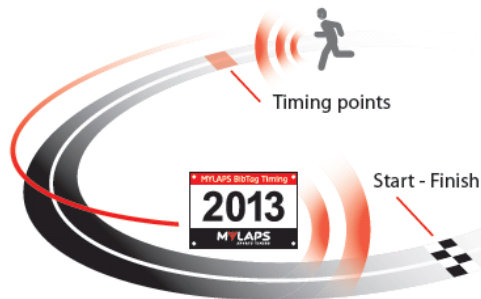 Timing points
Start - Finish
MYLAPS BibTag Timing
2013
MYLAPS
SPORTS TIMING